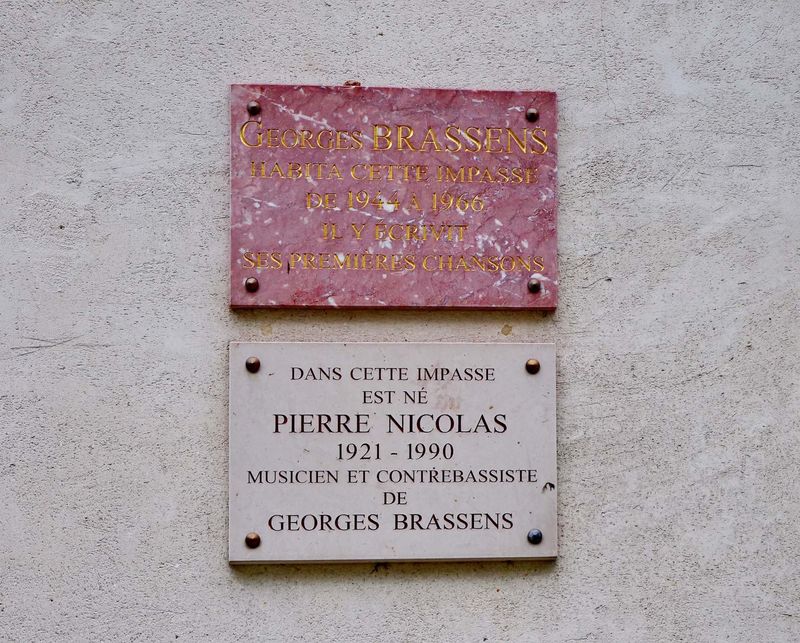 GEORGES BRASSENS
HABITA CETTE IMPASSE
DE 1944 A 1966
IL Y ÉCRIVIT
SES PREMIÈRES CHANSONS
DANS CETTE IMPASSE
EST NÉ
PIERRE NICOLAS
1921 - 1990
MUSICIEN ET CONTREBASSISTE
DE
GEORGES BRASSENS